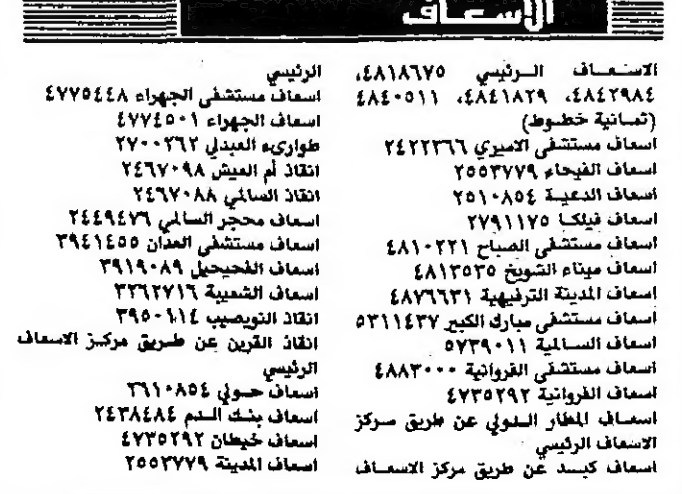 الاسعاف
الاسعاف الرئيسي ٤٨١٨٦٧٥،
٤٨٤٢٩٨٤، ٤٨٤١٨٢٩، ٤٨٤٠٥١١
(ثمانية خطوط)
اسعاف مستشفى الاميري ٢٤٢٢٣٦٦
اسعاف الفيحاء ٢٥٥٣٧٧٩
اسعاف الدعية ٢٥١٠٨٥٤
اسعاف فيلكا ٢٧٩١١٧٥
اسعاف مستشفى الصباح ٤٨١٠٢٢١
اسعاف ميناء الشويخ ٤٨١٣٥٣٥
اسعاف المدينة الترفيهية ٤٨٧٦٦٣١
اسعاف مستشفى مبارك الكبير ٥٣١١٤٣٧
اسعاف السالمية ٥٧٣٩٠١١
اسعاف مستشفى الفروانية ٤٨٨٣٠٠٠
اسعاف الفروانية ٤٧٣٥٢٩٢
اسعاف المطار الدولي عن طريق مركز
الاسعاف الرئيسي
اسعاف كبد عن طريق مركز الاسعاف
الرئيسي
اسعاف مستشفى الجهراء ٤٧٧٥٤٤٨
اسعاف الجهراء ٤٧٧٤٥٠١
طوارىء العبدلي ٢٧٠٠٢٦٢
انقاذ أم العيش ٢٤٦٧٠٩٨
انقاذ السالمي ٢٤٦٧٠٨٨
اسعاف محجر السالمي ٢٤٤٩٤٧٦
اسعاف مستشفى العدان ٣٩٤١٤٥٥
اسعاف الفحيحيل ٣٩١٩٠٨٩
اسعاف الشعيبة ٣٢٦٢٧١٦
انقاذ النويصيب ٣٩٥٠٦١٤
انقاذ القرين عن طريق مركز الاسعاف
الرئيسي
اسعاف حولي ٢٦١٠٨٥٤
اسعاف بنك الدم ٢٤٣٨٤٨٤
اسعاف خيطان ٤٧٣٥٢٩٢
اسعاف المدينة ٢٥٥٣٧٧٩